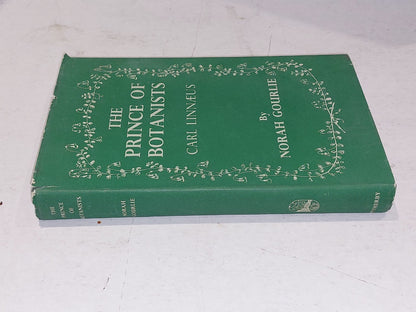 THE
PRINCE OF
BOTANISTS
CARL LINNÆUS
By
NORAH GOURLIE
THE
PRINCE
OF
BOTANISTS
NORAH
GOURLIE